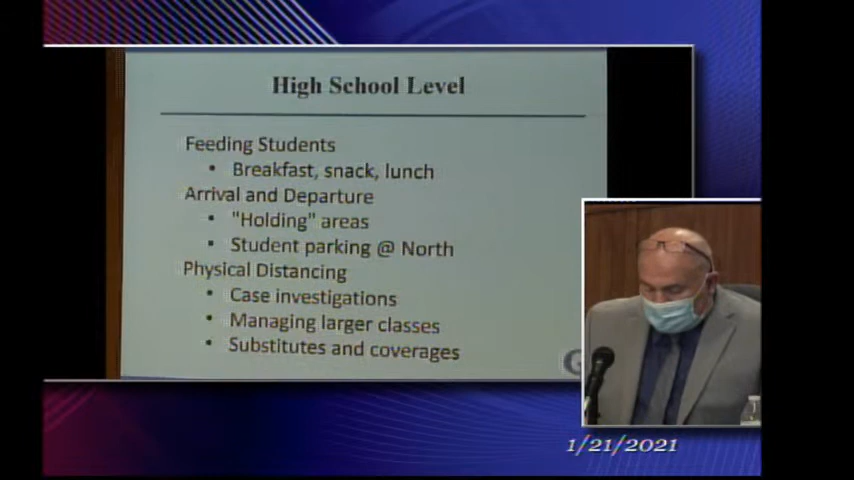 High School Level
Feeding Students
• Breakfast, snack, lunch
Arrival and Departure
• "Holding" areas
• Student parking @ North
Physical Distancing
• Case investigations
• Managing larger classes
• Substitutes and coverages
G
1/21/2021